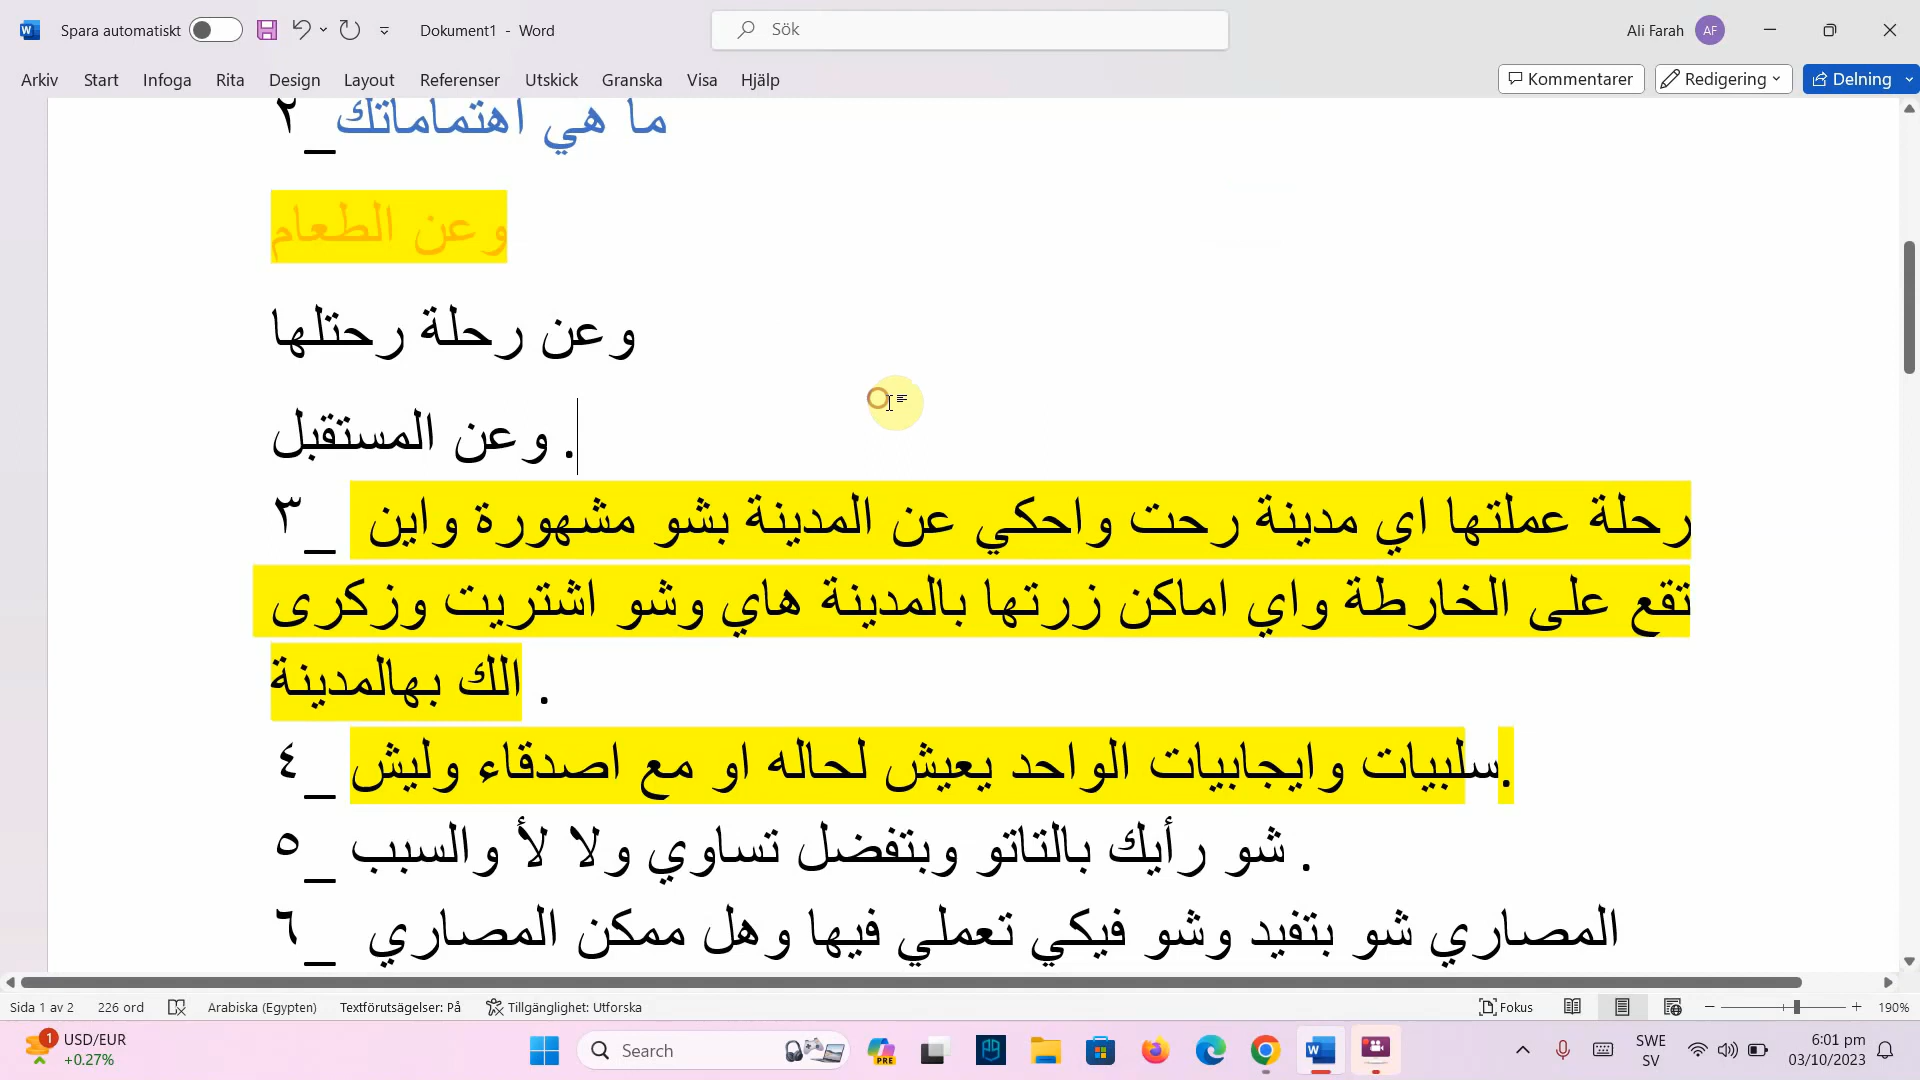 Spara automatiskt
Dokument1 - Word
Sök
Ali Farah
AF
Arkiv Start Infoga Rita Design Layout Referenser Utskick Granska Visa Hjälp
Kommentarer Redigering Delning
٢_ ما هي اهتماماتك
وعن الطعام
وعن رحلة رحتلها
وعن المستقبل .
٣_ رحلة عملتها اي مدينة رحت واحكي عن المدينة بشو مشهورة واين
تقع على الخارطة واي اماكن زرتها بالمدينة هاي وشو اشتريت وزكرى
الك بهالمدينة .
٤_ سلبيات وايجابيات الواحد يعيش لحاله او مع اصدقاء وليش.
٥_ شو رأيك بالتاتو وبتفضل تساوي ولا لأ والسبب .
٦_ المصاري شو بتفيد وشو فيكي تعملي فيها وهل ممكن المصاري
Sida 1 av 2 226 ord Arabiska (Egypten) Textförutsägelser: På Tillgänglighet: Utforska Fokus 190%
1 USD/EUR
+0.27%
Search
PRE
SWE
SV
6:01 pm
03/10/2023